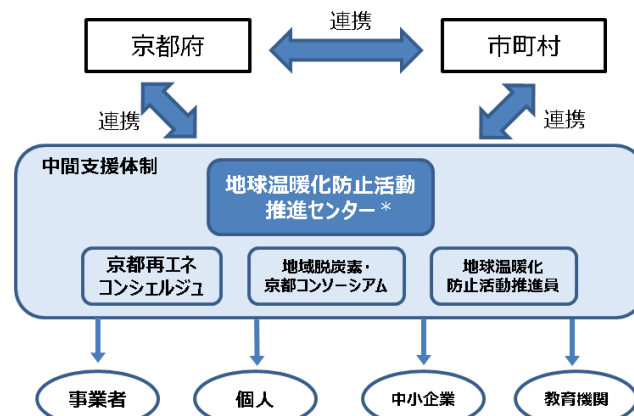 連携
京都府
市町村
連携
連携
中間支援体制
地球温暖化防止活動
推進センター＊
京都再エネ
コンシェルジュ
地域脱炭素・
京都コンソーシアム
地球温暖化
防止活動推進員
事業者
個人
中小企業
教育機関